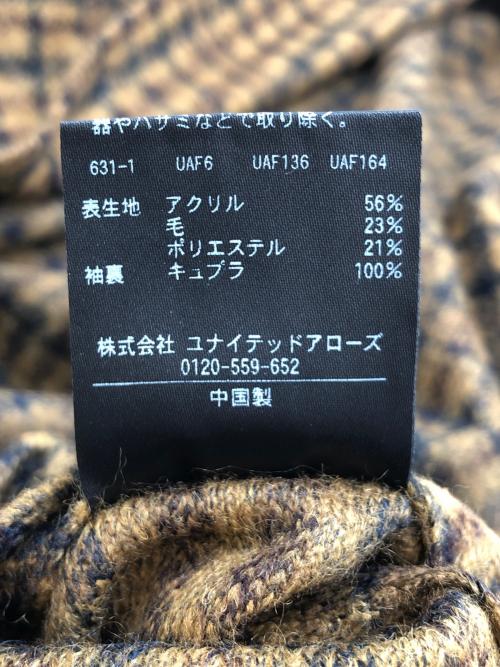 器やハサミなどで取り除く。
631-1 UAF6 UAF136 UAF164
表生地 アクリル 56%
毛 23%
ポリエステル 21%
袖裏 キュプラ 100%
株式会社 ユナイテッドアローズ
0120-559-652
中国製